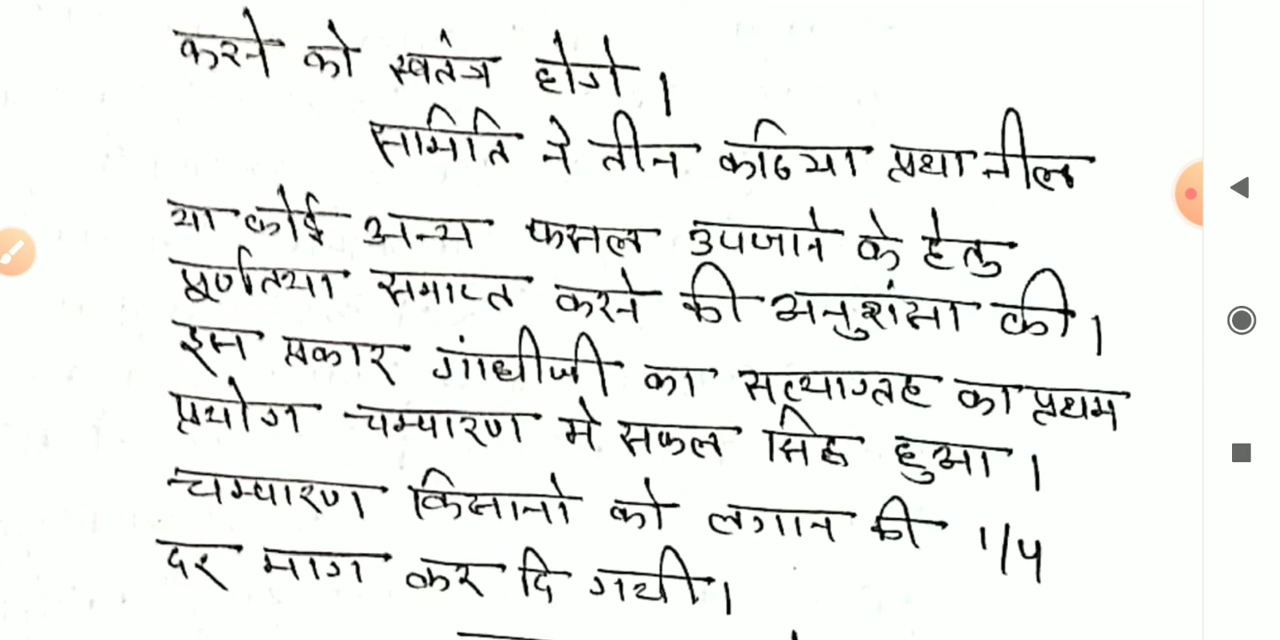 करने को स्वतंत्र होगे।
समिति ने तीन कठिया प्रथा नील
या कोई अन्य फसल उपजाने के हेतु
पूर्णतया समाप्त करने की अनुशंसा की।
इस प्रकार गांधीजी का सत्याग्रह का प्रथम
प्रयोग चम्पारण मे सफल सिद्ध हुआ।
चम्पारण किसानो को लगान की 1/4
दर माग कर दि गयी।